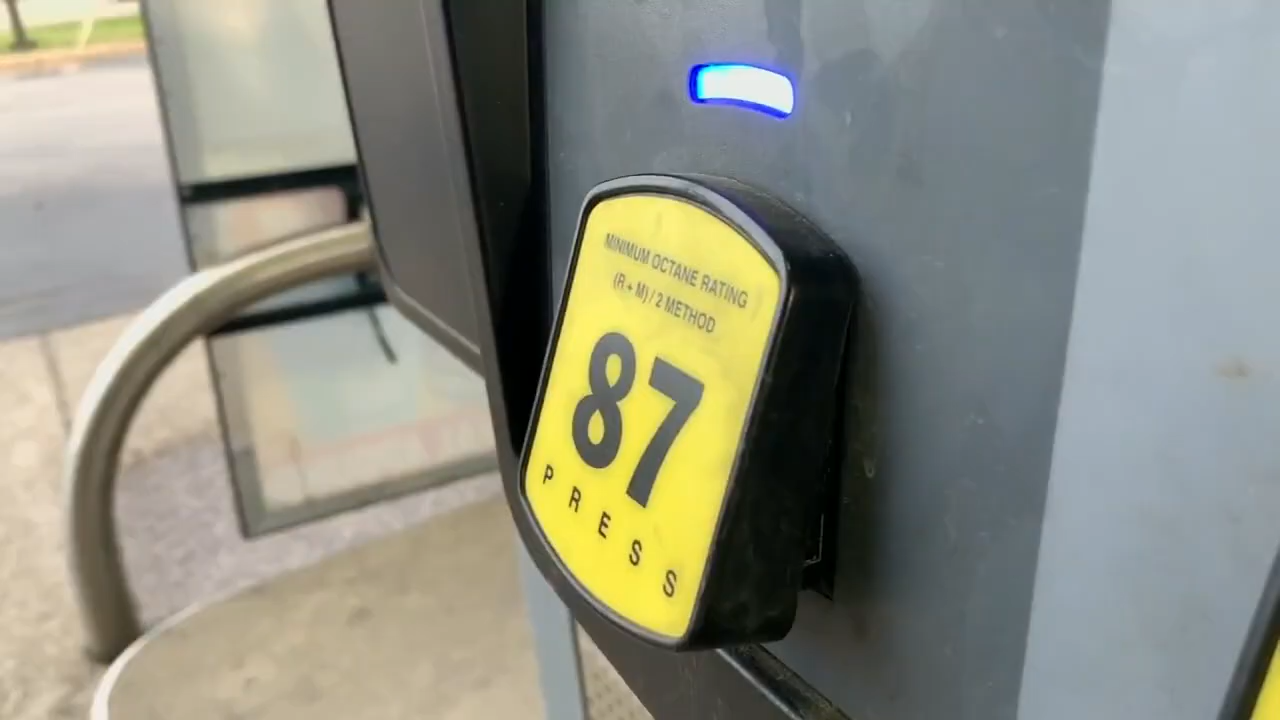 MINIMUM OCTANE RATING
(R + M) / 2 METHOD
87
PRESS